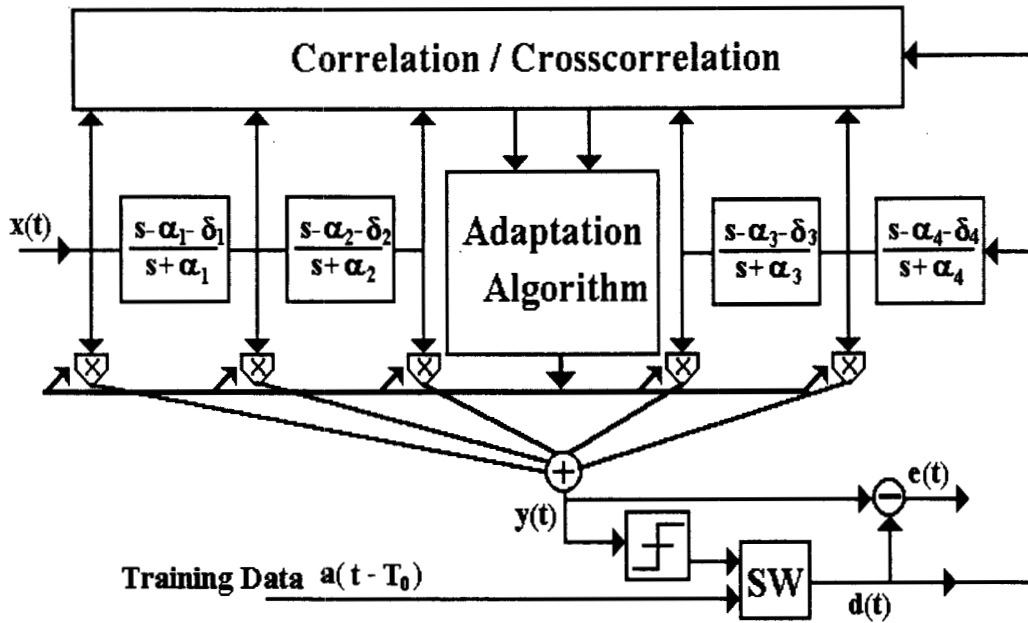 Correlation / Crosscorrelation
x(t)
s-α₁-δ₁
s+α₁
s-α₂-δ₂
s+α₂
Adaptation
Algorithm
s-α₃-δ₃
s+α₃
s-α₄-δ₄
s+α₄
×
×
×
×
×
+
e(t)
y(t)
−
Training Data a(t-T₀)
SW
d(t)